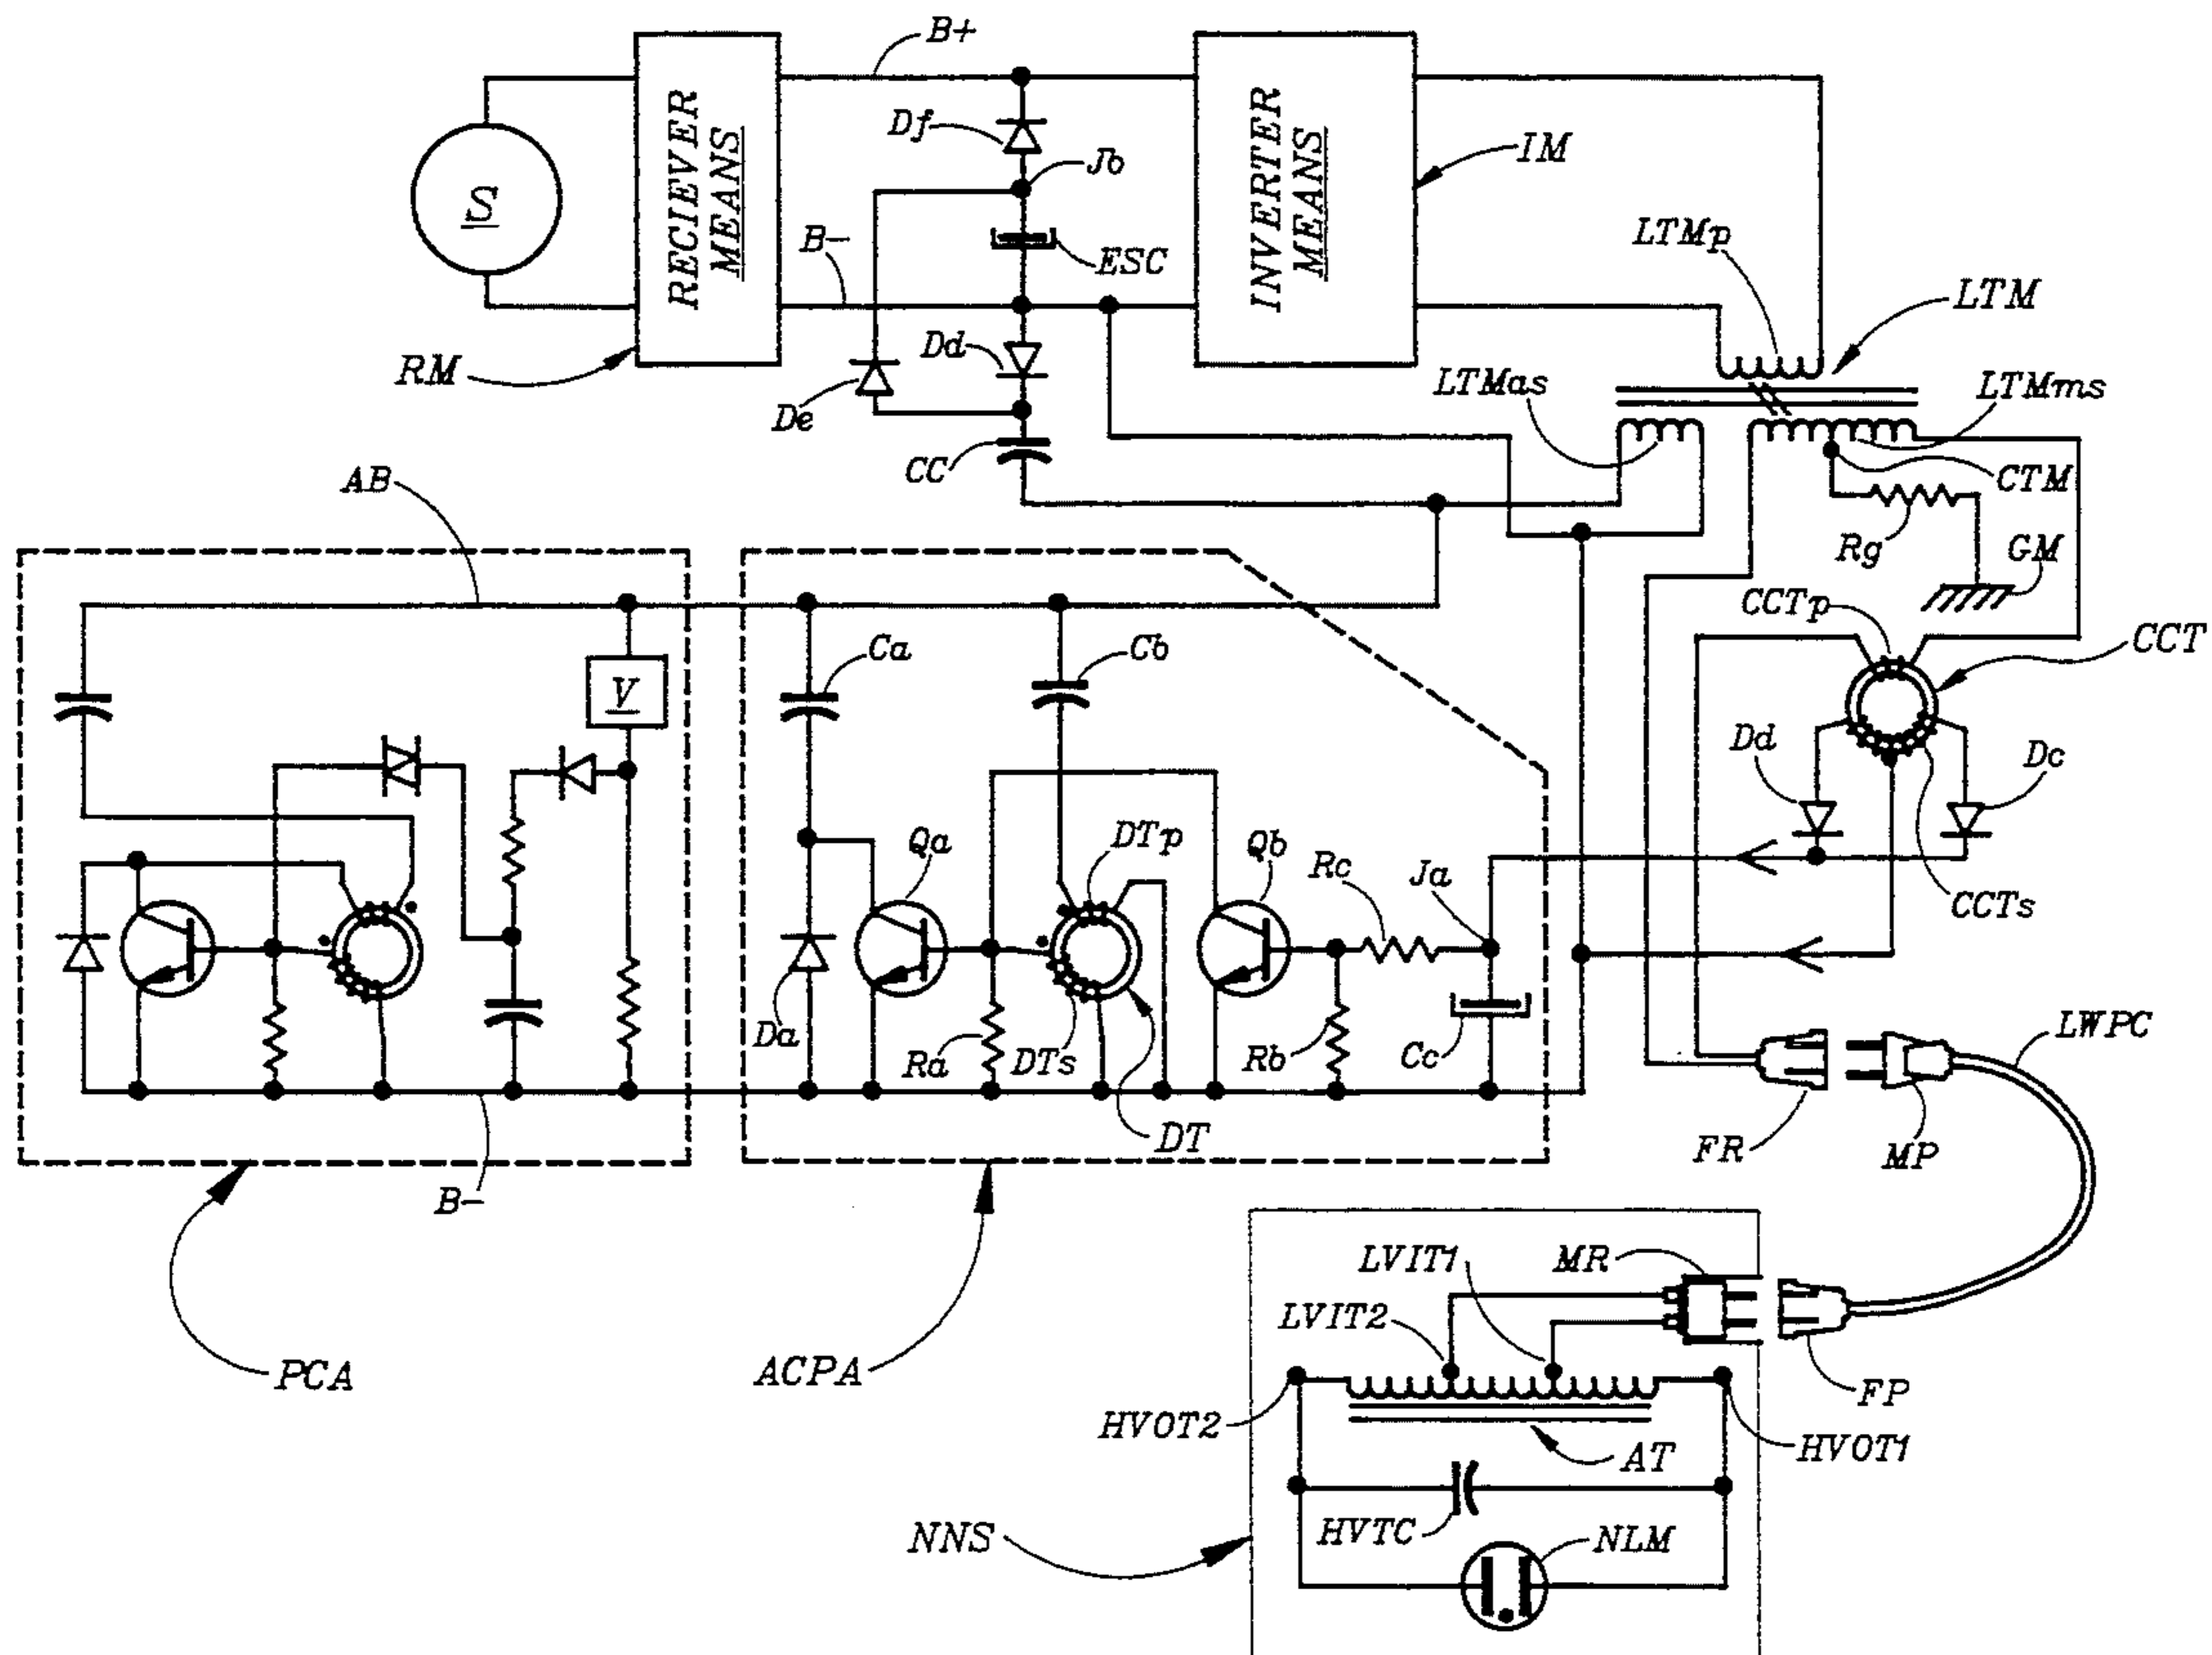 B+
Df
Jb
IM
S
RECIEVER
MEANS
INVERTER
MEANS
B-
ESC
LTMp
LTM
RM
Dd
De
LTMas
LTMms
CC
CTM
AB
Rg
GM
CCTp
CCT
Ca
Cb
V
Dd
Dc
Qa
DTp
Qb
Rc
Ja
CCTs
Da
Ra
DTs
Rb
Cc
LWPC
DT
FR
MP
B-
PCA
ACPA
LVIT1
MR
LVIT2
HVOT2
FP
AT
HVOT1
HVTC
NLM
NNS